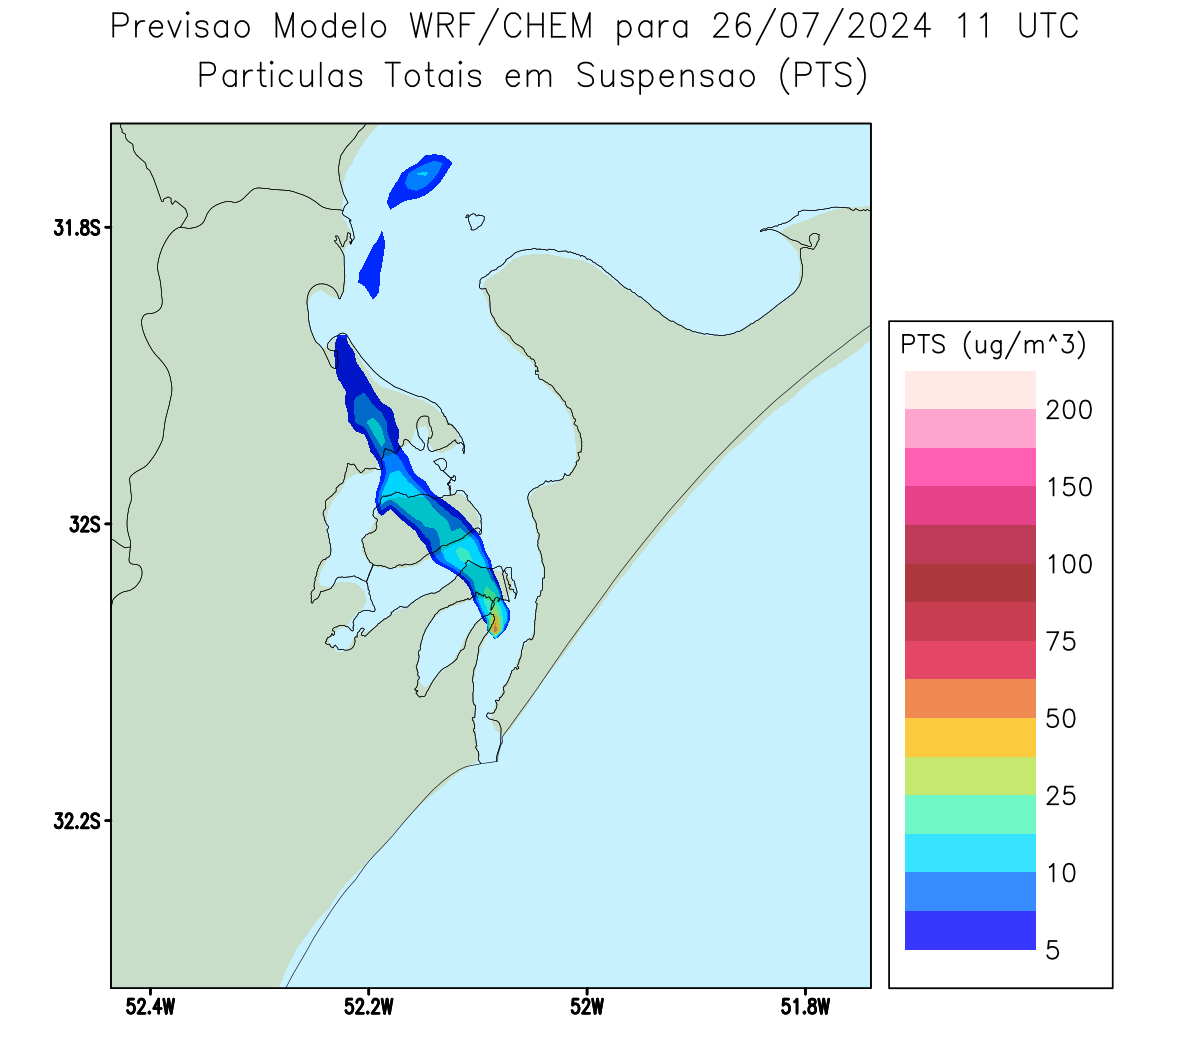 Previsao Modelo WRF/CHEM para 26/07/2024 11 UTC
Particulas Totais em Suspensao (PTS)
31.8S
32S
32.2S
52.4W
52.2W
52W
51.8W
PTS (ug/m^3)
200
150
100
75
50
25
10
5